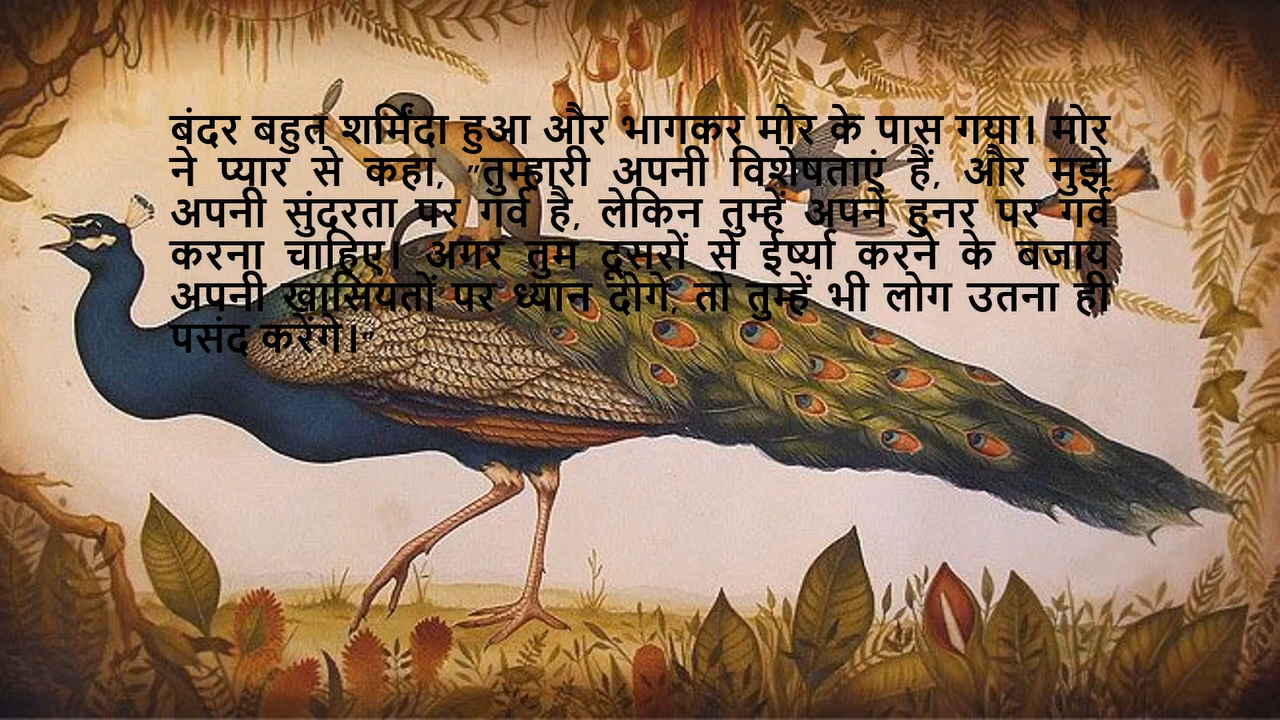 बंदर बहुत शर्मिंदा हुआ और भागकर मोर के पास गया। मोर
ने प्यार से कहा, "तुम्हारी अपनी विशेषताएं हैं, और मुझे
अपनी सुंदरता पर गर्व है, लेकिन तुम्हें अपने हुनर पर गर्व
करना चाहिए। अगर तुम दूसरों से ईर्ष्या करने के बजाय
अपनी खासियतों पर ध्यान दोगे, तो तुम्हें भी लोग उतना ही
पसंद करेंगे।"